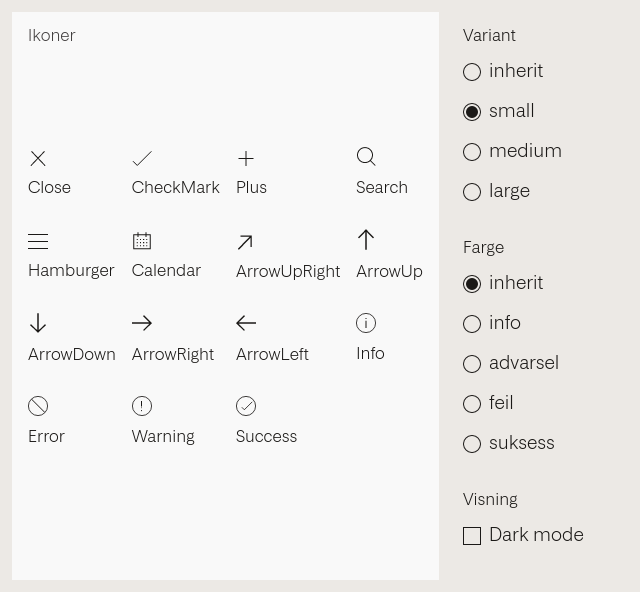 Ikoner
Close
CheckMark
Plus
Search
Hamburger
Calendar
ArrowUpRight
ArrowUp
ArrowDown
ArrowRight
ArrowLeft
Info
Error
Warning
Success
Variant
inherit
small
medium
large
Farge
inherit
info
advarsel
feil
suksess
Visning
Dark mode